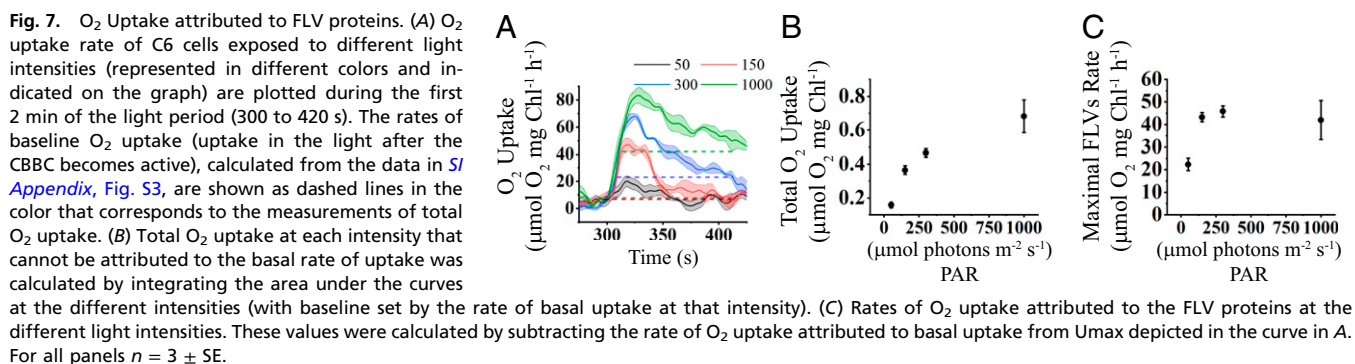 Fig. 7. O2 Uptake attributed to FLV proteins. (A) O2
uptake rate of C6 cells exposed to different light
intensities (represented in different colors and in-
dicated on the graph) are plotted during the first
2 min of the light period (300 to 420 s). The rates of
baseline O2 uptake (uptake in the light after the
CBBC becomes active), calculated from the data in SI
Appendix, Fig. S3, are shown as dashed lines in the
color that corresponds to the measurements of total
O2 uptake. (B) Total O2 uptake at each intensity that
cannot be attributed to the basal rate of uptake was
calculated by integrating the area under the curves
at the different intensities (with baseline set by the rate of basal uptake at that intensity). (C) Rates of O2 uptake attributed to the FLV proteins at the
different light intensities. These values were calculated by subtracting the rate of O2 uptake attributed to basal uptake from Umax depicted in the curve in A.
For all panels n = 3 ± SE.
A
50 150
300 1000
O2 Uptake
(μmol O2 mg Chl-1 h-1)
80
60
40
20
0
300 350 400
Time (s)
B
Total O2 Uptake
(μmol O2 mg Chl-1)
0.8
0.6
0.4
0.2
0 250 500 750 1000
(μmol photons m-2 s-1)
PAR
C
Maximal FLVs Rate
(μmol O2 mg Chl-1 h-1)
60
50
40
30
20
10
0
0 250 500 750 1000
(μmol photons m-2 s-1)
PAR